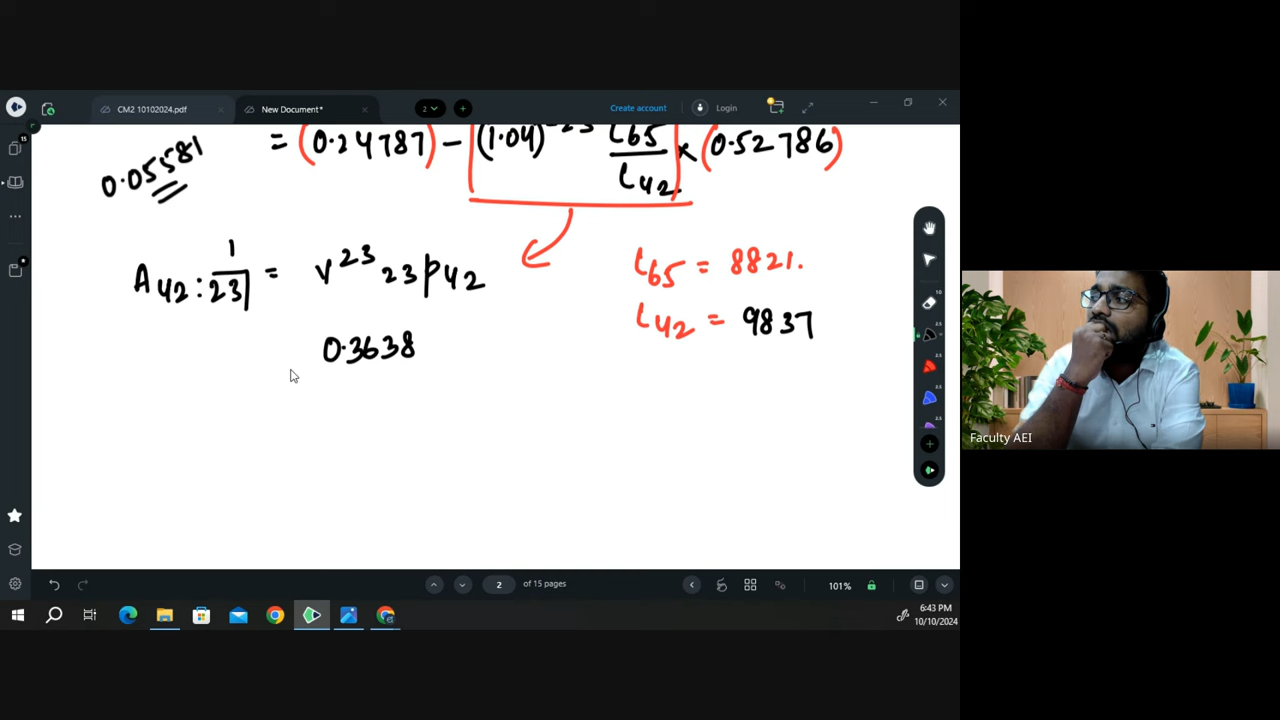 CM2 10102024.pdf
New Document*
2
Create account
Login
0.05581
= (0.24787) - (1.04)^-23 l65/l42 × (0.52786)
A42:23| ^1 = v^23 23p42
l65 = 8821.
l42 = 9837
0.3638
Faculty AEI
2 of 15 pages
101%
6:43 PM
10/10/2024